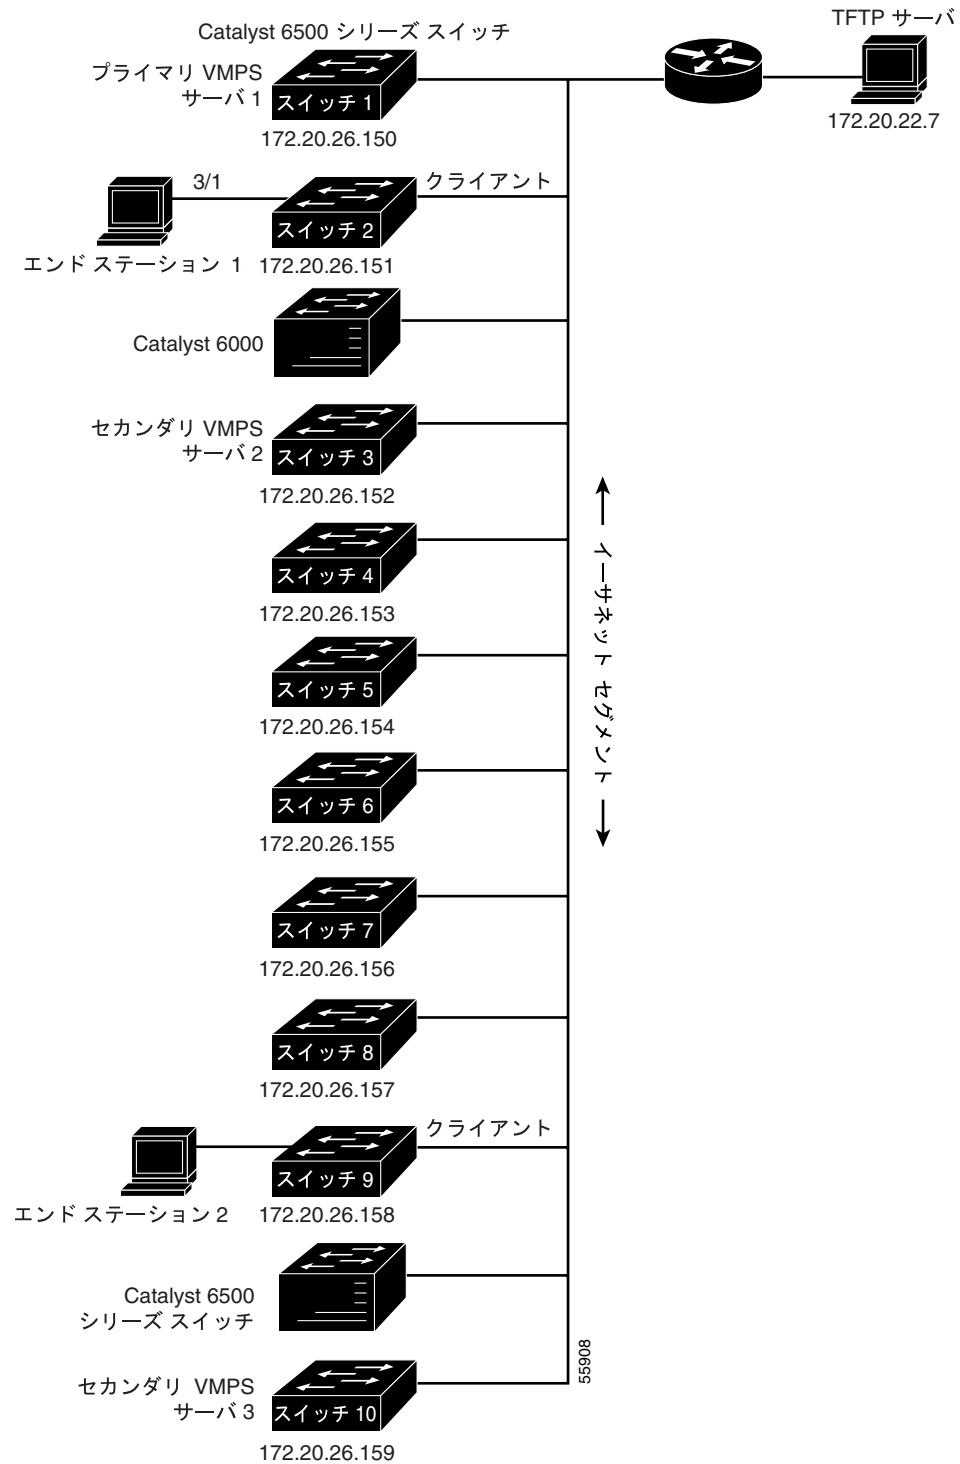 TFTP サーバ
Catalyst 6500 シリーズ スイッチ
プライマリ VMPS
サーバ 1
スイッチ 1
172.20.26.150
172.20.22.7
3/1
クライアント
スイッチ 2
エンド ステーション 1
172.20.26.151
Catalyst 6000
セカンダリ VMPS
サーバ 2
スイッチ 3
172.20.26.152
イーサネット セグメント
スイッチ 4
172.20.26.153
スイッチ 5
172.20.26.154
スイッチ 6
172.20.26.155
スイッチ 7
172.20.26.156
スイッチ 8
172.20.26.157
クライアント
スイッチ 9
エンド ステーション 2
172.20.26.158
Catalyst 6500
シリーズ スイッチ
55908
セカンダリ VMPS
サーバ 3
スイッチ 10
172.20.26.159